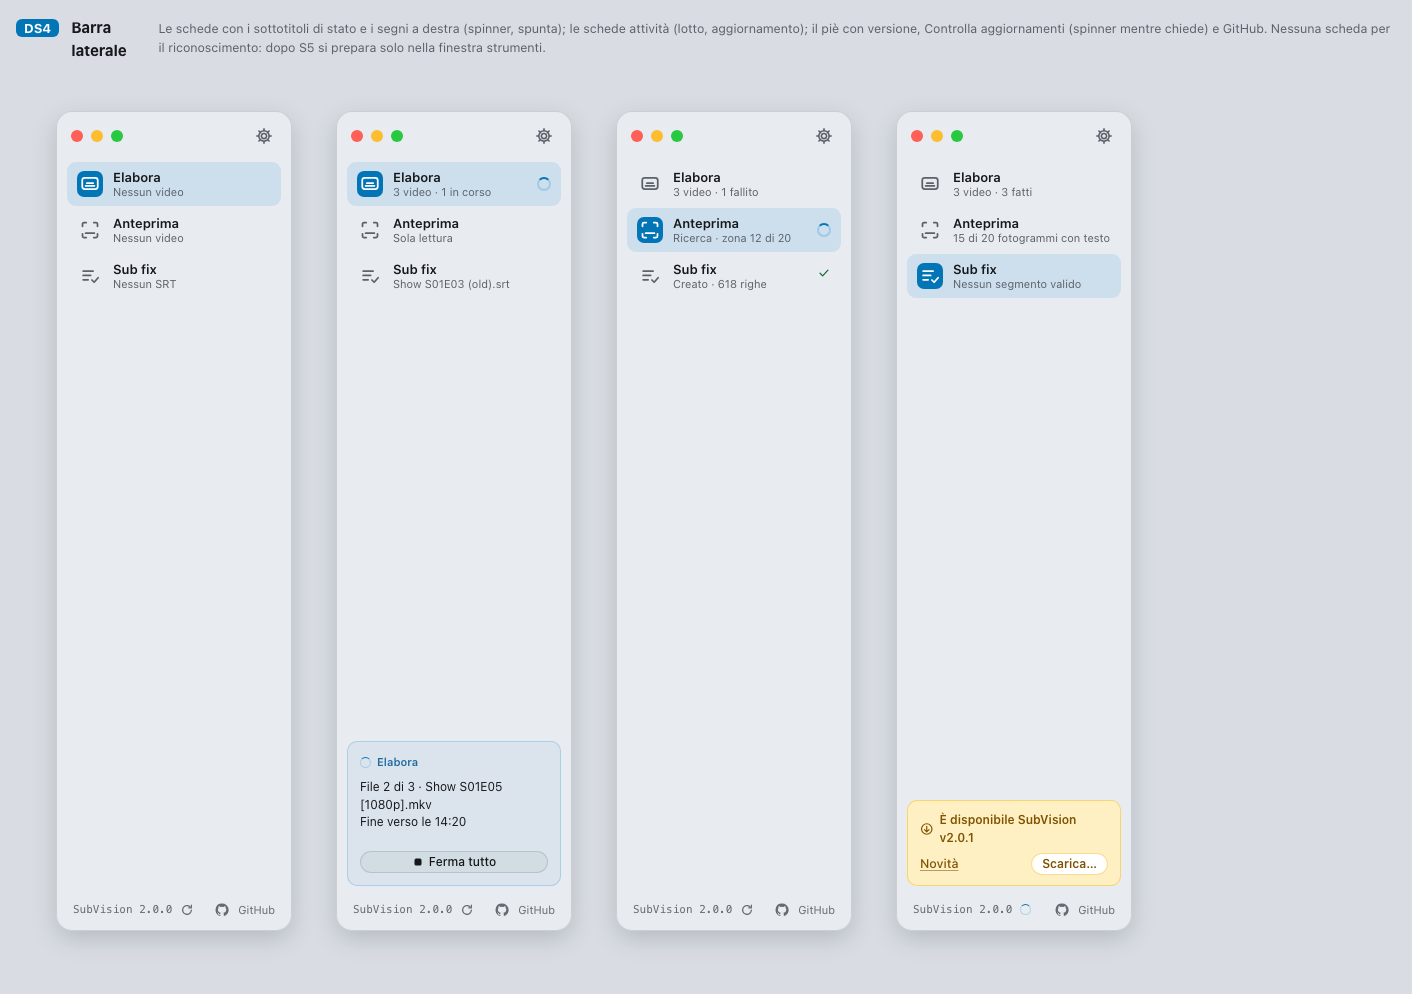 DS4
Barra
laterale
Le schede con i sottotitoli di stato e i segni a destra (spinner, spunta); le schede attività (lotto, aggiornamento); il piè con versione, Controlla aggiornamenti (spinner mentre chiede) e GitHub. Nessuna scheda per
il riconoscimento: dopo S5 si prepara solo nella finestra strumenti.
Elabora
Nessun video
Anteprima
Nessun video
Sub fix
Nessun SRT
SubVision 2.0.0
GitHub
Elabora
3 video · 1 in corso
Anteprima
Sola lettura
Sub fix
Show S01E03 (old).srt
Elabora
File 2 di 3 · Show S01E05
[1080p].mkv
Fine verso le 14:20
Ferma tutto
SubVision 2.0.0
GitHub
Elabora
3 video · 1 fallito
Anteprima
Ricerca · zona 12 di 20
Sub fix
Creato · 618 righe
SubVision 2.0.0
GitHub
Elabora
3 video · 3 fatti
Anteprima
15 di 20 fotogrammi con testo
Sub fix
Nessun segmento valido
È disponibile SubVision
v2.0.1
Novità
Scarica…
SubVision 2.0.0
GitHub